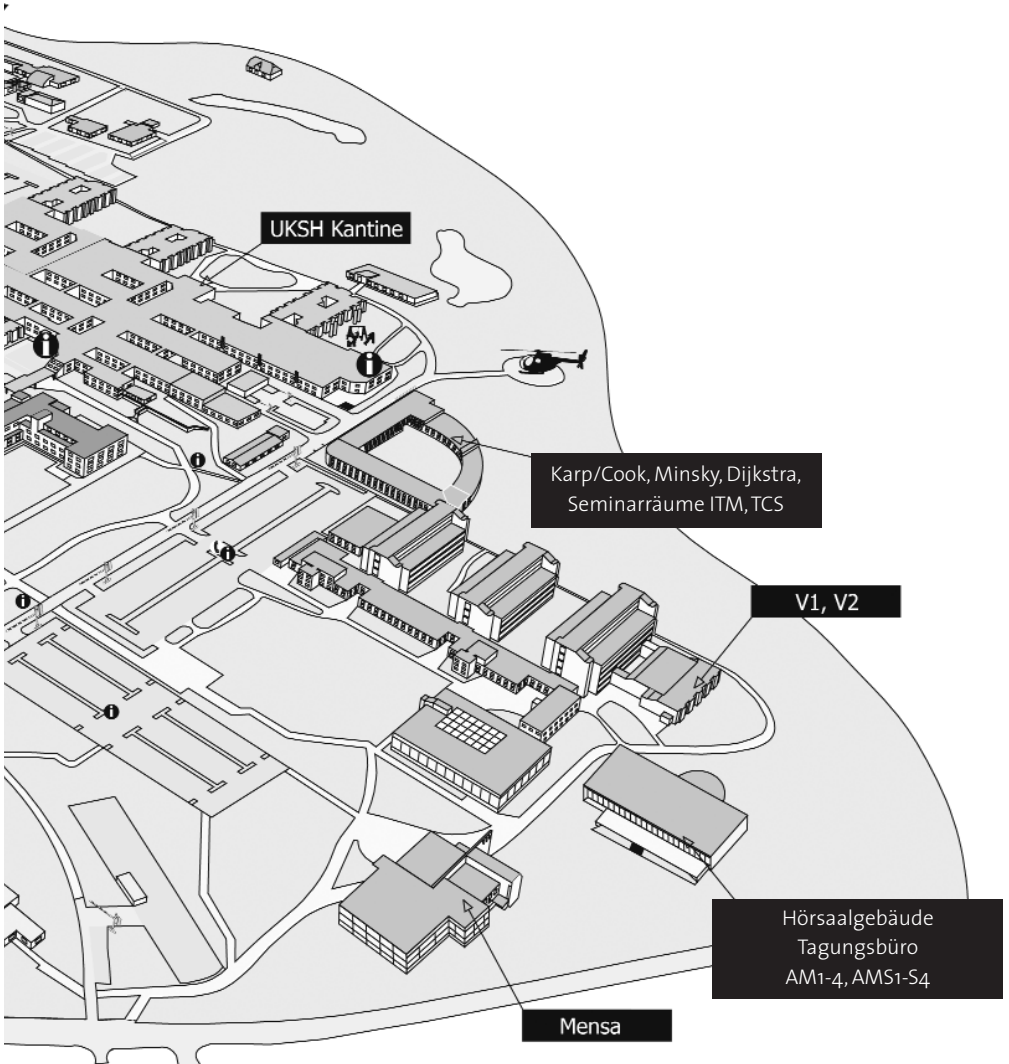 UKSH Kantine
Karp/Cook, Minsky, Dijkstra,
Seminarräume ITM, TCS
V1, V2
Hörsaalgebäude
Tagungsbüro
AM1-4, AMS1-S4
Mensa